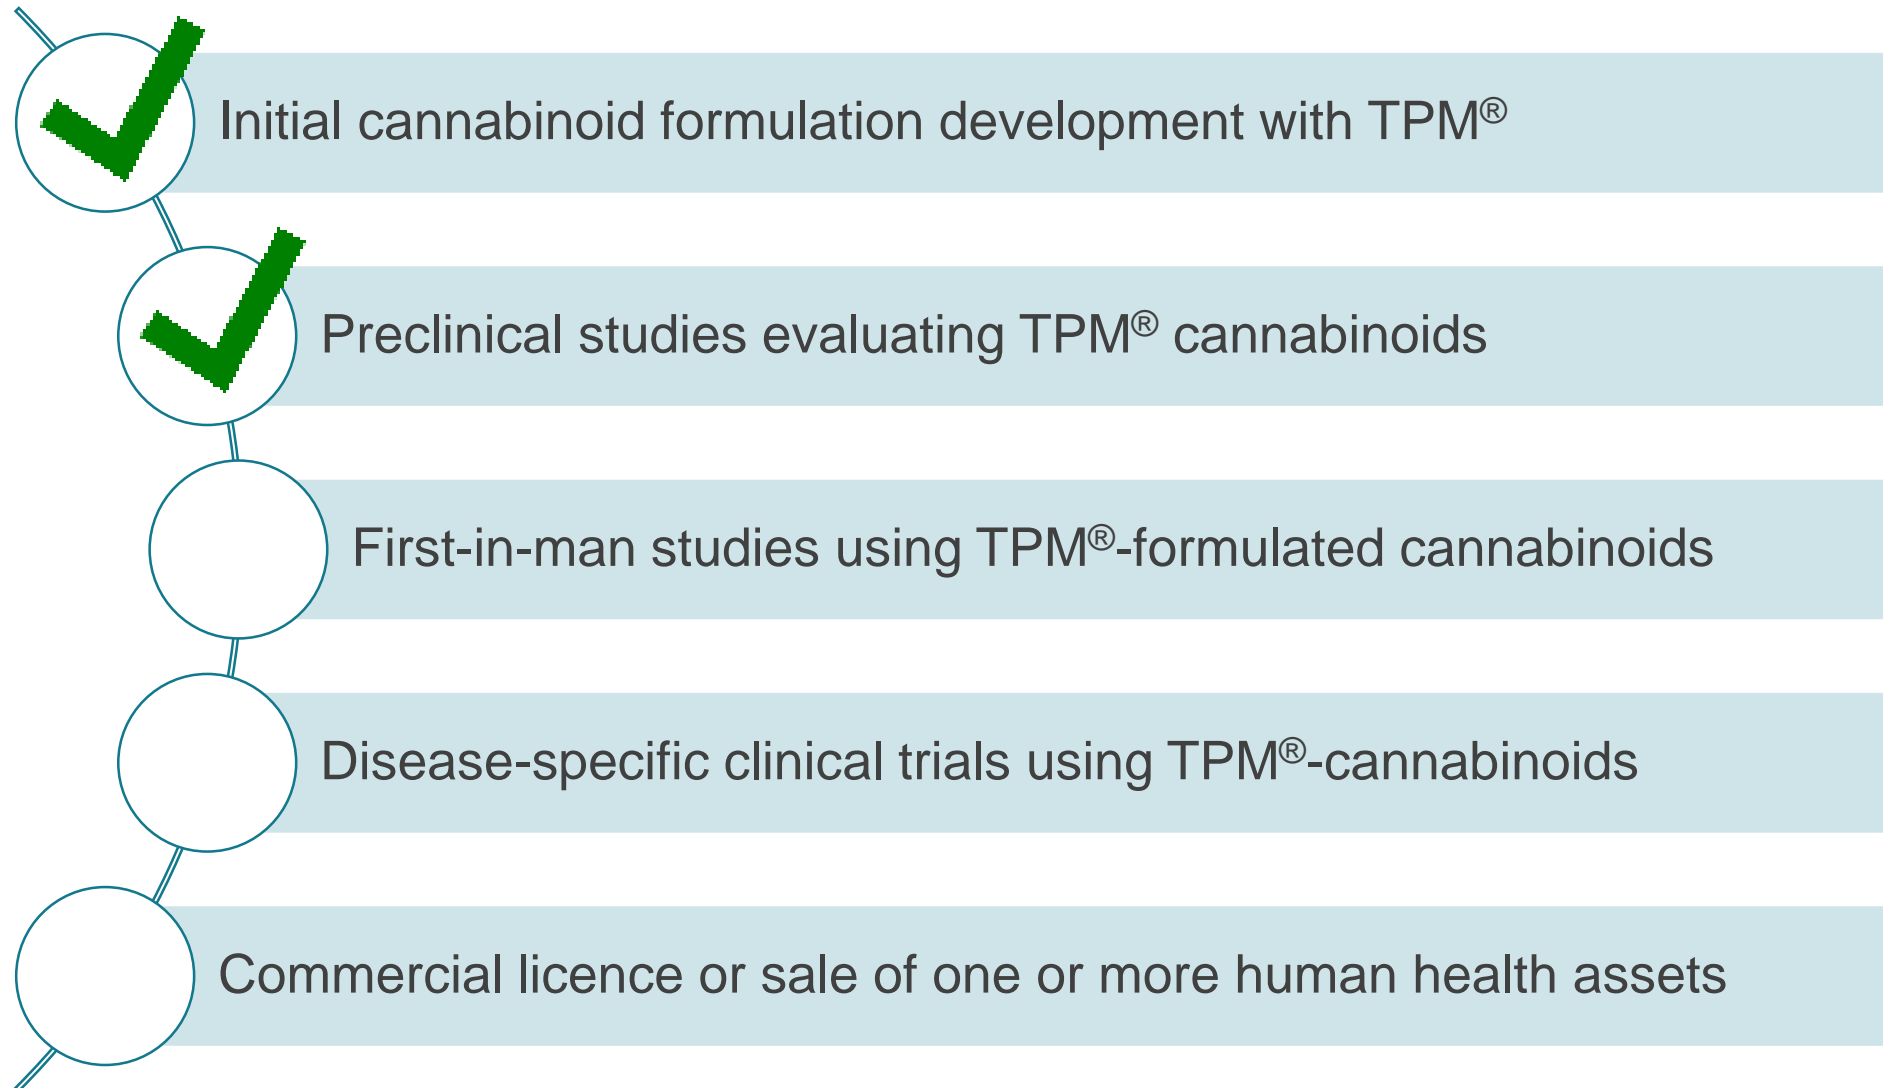 Initial cannabinoid formulation development with TPM®
Preclinical studies evaluating TPM® cannabinoids
First-in-man studies using TPM®-formulated cannabinoids
Disease-specific clinical trials using TPM®-cannabinoids
Commercial licence or sale of one or more human health assets